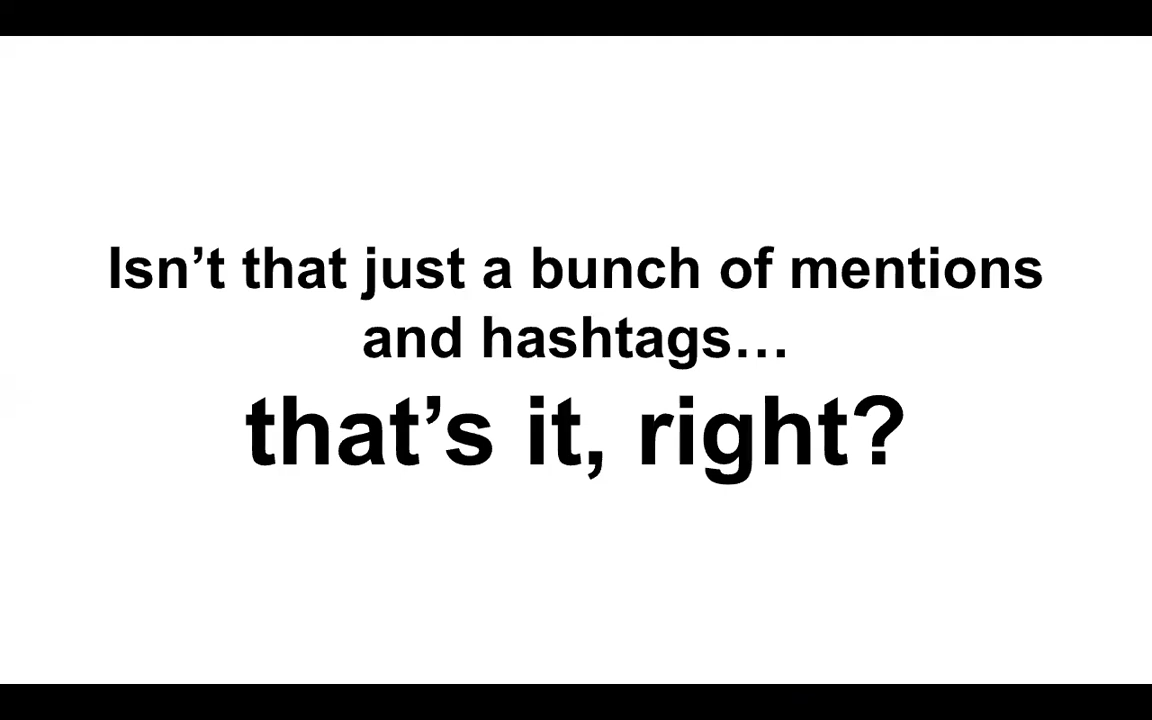 Isn’t that just a bunch of mentions
and hashtags…
that’s it, right?